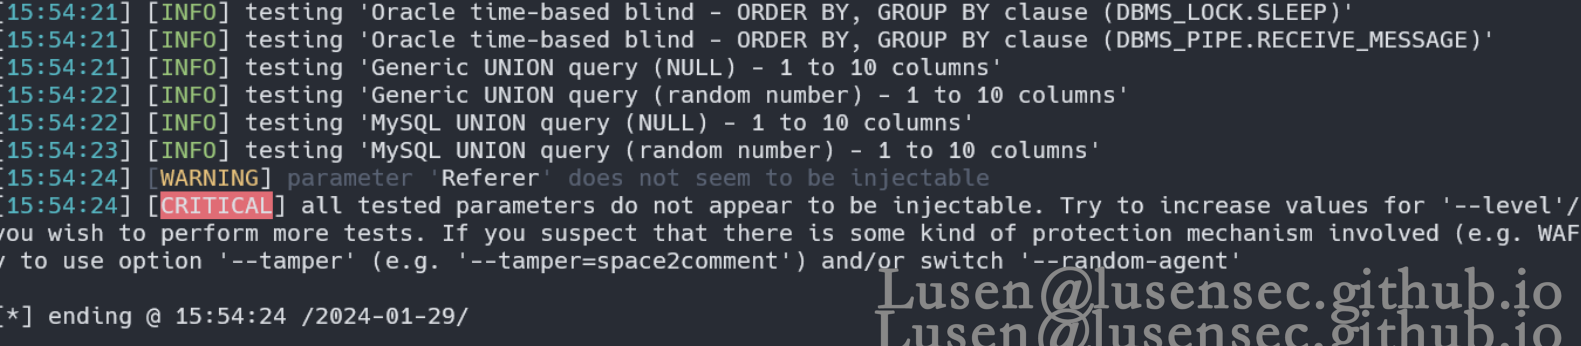 [15:54:21] [INFO] testing 'Oracle time-based blind - ORDER BY, GROUP BY clause (DBMS_LOCK.SLEEP)'
[15:54:21] [INFO] testing 'Oracle time-based blind - ORDER BY, GROUP BY clause (DBMS_PIPE.RECEIVE_MESSAGE)'
[15:54:21] [INFO] testing 'Generic UNION query (NULL) - 1 to 10 columns'
[15:54:22] [INFO] testing 'Generic UNION query (random number) - 1 to 10 columns'
[15:54:22] [INFO] testing 'MySQL UNION query (NULL) - 1 to 10 columns'
[15:54:23] [INFO] testing 'MySQL UNION query (random number) - 1 to 10 columns'
[15:54:24] [WARNING] parameter 'Referer' does not seem to be injectable
[15:54:24] [CRITICAL] all tested parameters do not appear to be injectable. Try to increase values for '--level'/
you wish to perform more tests. If you suspect that there is some kind of protection mechanism involved (e.g. WAF
y to use option '--tamper' (e.g. '--tamper=space2comment') and/or switch '--random-agent'
Lusen@lusensec.github.io
[*] ending @ 15:54:24 /2024-01-29/
Lusen@lusensec.github.io